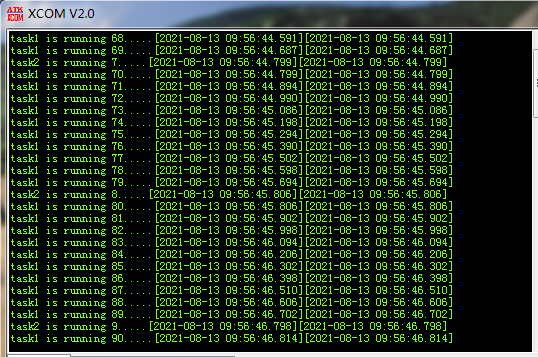 ATK
XCOM
XCOM V2.0
task1 is running 68.....[2021-08-13 09:56:44.591][2021-08-13 09:56:44.591]
task1 is running 69.....[2021-08-13 09:56:44.687][2021-08-13 09:56:44.687]
task2 is running 7.....[2021-08-13 09:56:44.799][2021-08-13 09:56:44.799]
task1 is running 70.....[2021-08-13 09:56:44.799][2021-08-13 09:56:44.799]
task1 is running 71.....[2021-08-13 09:56:44.894][2021-08-13 09:56:44.894]
task1 is running 72.....[2021-08-13 09:56:44.990][2021-08-13 09:56:44.990]
task1 is running 73.....[2021-08-13 09:56:45.086][2021-08-13 09:56:45.086]
task1 is running 74.....[2021-08-13 09:56:45.198][2021-08-13 09:56:45.198]
task1 is running 75.....[2021-08-13 09:56:45.294][2021-08-13 09:56:45.294]
task1 is running 76.....[2021-08-13 09:56:45.390][2021-08-13 09:56:45.390]
task1 is running 77.....[2021-08-13 09:56:45.502][2021-08-13 09:56:45.502]
task1 is running 78.....[2021-08-13 09:56:45.598][2021-08-13 09:56:45.598]
task1 is running 79.....[2021-08-13 09:56:45.694][2021-08-13 09:56:45.694]
task2 is running 8.....[2021-08-13 09:56:45.806][2021-08-13 09:56:45.806]
task1 is running 80.....[2021-08-13 09:56:45.806][2021-08-13 09:56:45.806]
task1 is running 81.....[2021-08-13 09:56:45.902][2021-08-13 09:56:45.902]
task1 is running 82.....[2021-08-13 09:56:45.998][2021-08-13 09:56:45.998]
task1 is running 83.....[2021-08-13 09:56:46.094][2021-08-13 09:56:46.094]
task1 is running 84.....[2021-08-13 09:56:46.206][2021-08-13 09:56:46.206]
task1 is running 85.....[2021-08-13 09:56:46.302][2021-08-13 09:56:46.302]
task1 is running 86.....[2021-08-13 09:56:46.398][2021-08-13 09:56:46.398]
task1 is running 87.....[2021-08-13 09:56:46.510][2021-08-13 09:56:46.510]
task1 is running 88.....[2021-08-13 09:56:46.606][2021-08-13 09:56:46.606]
task1 is running 89.....[2021-08-13 09:56:46.702][2021-08-13 09:56:46.702]
task2 is running 9.....[2021-08-13 09:56:46.798][2021-08-13 09:56:46.798]
task1 is running 90.....[2021-08-13 09:56:46.814][2021-08-13 09:56:46.814]